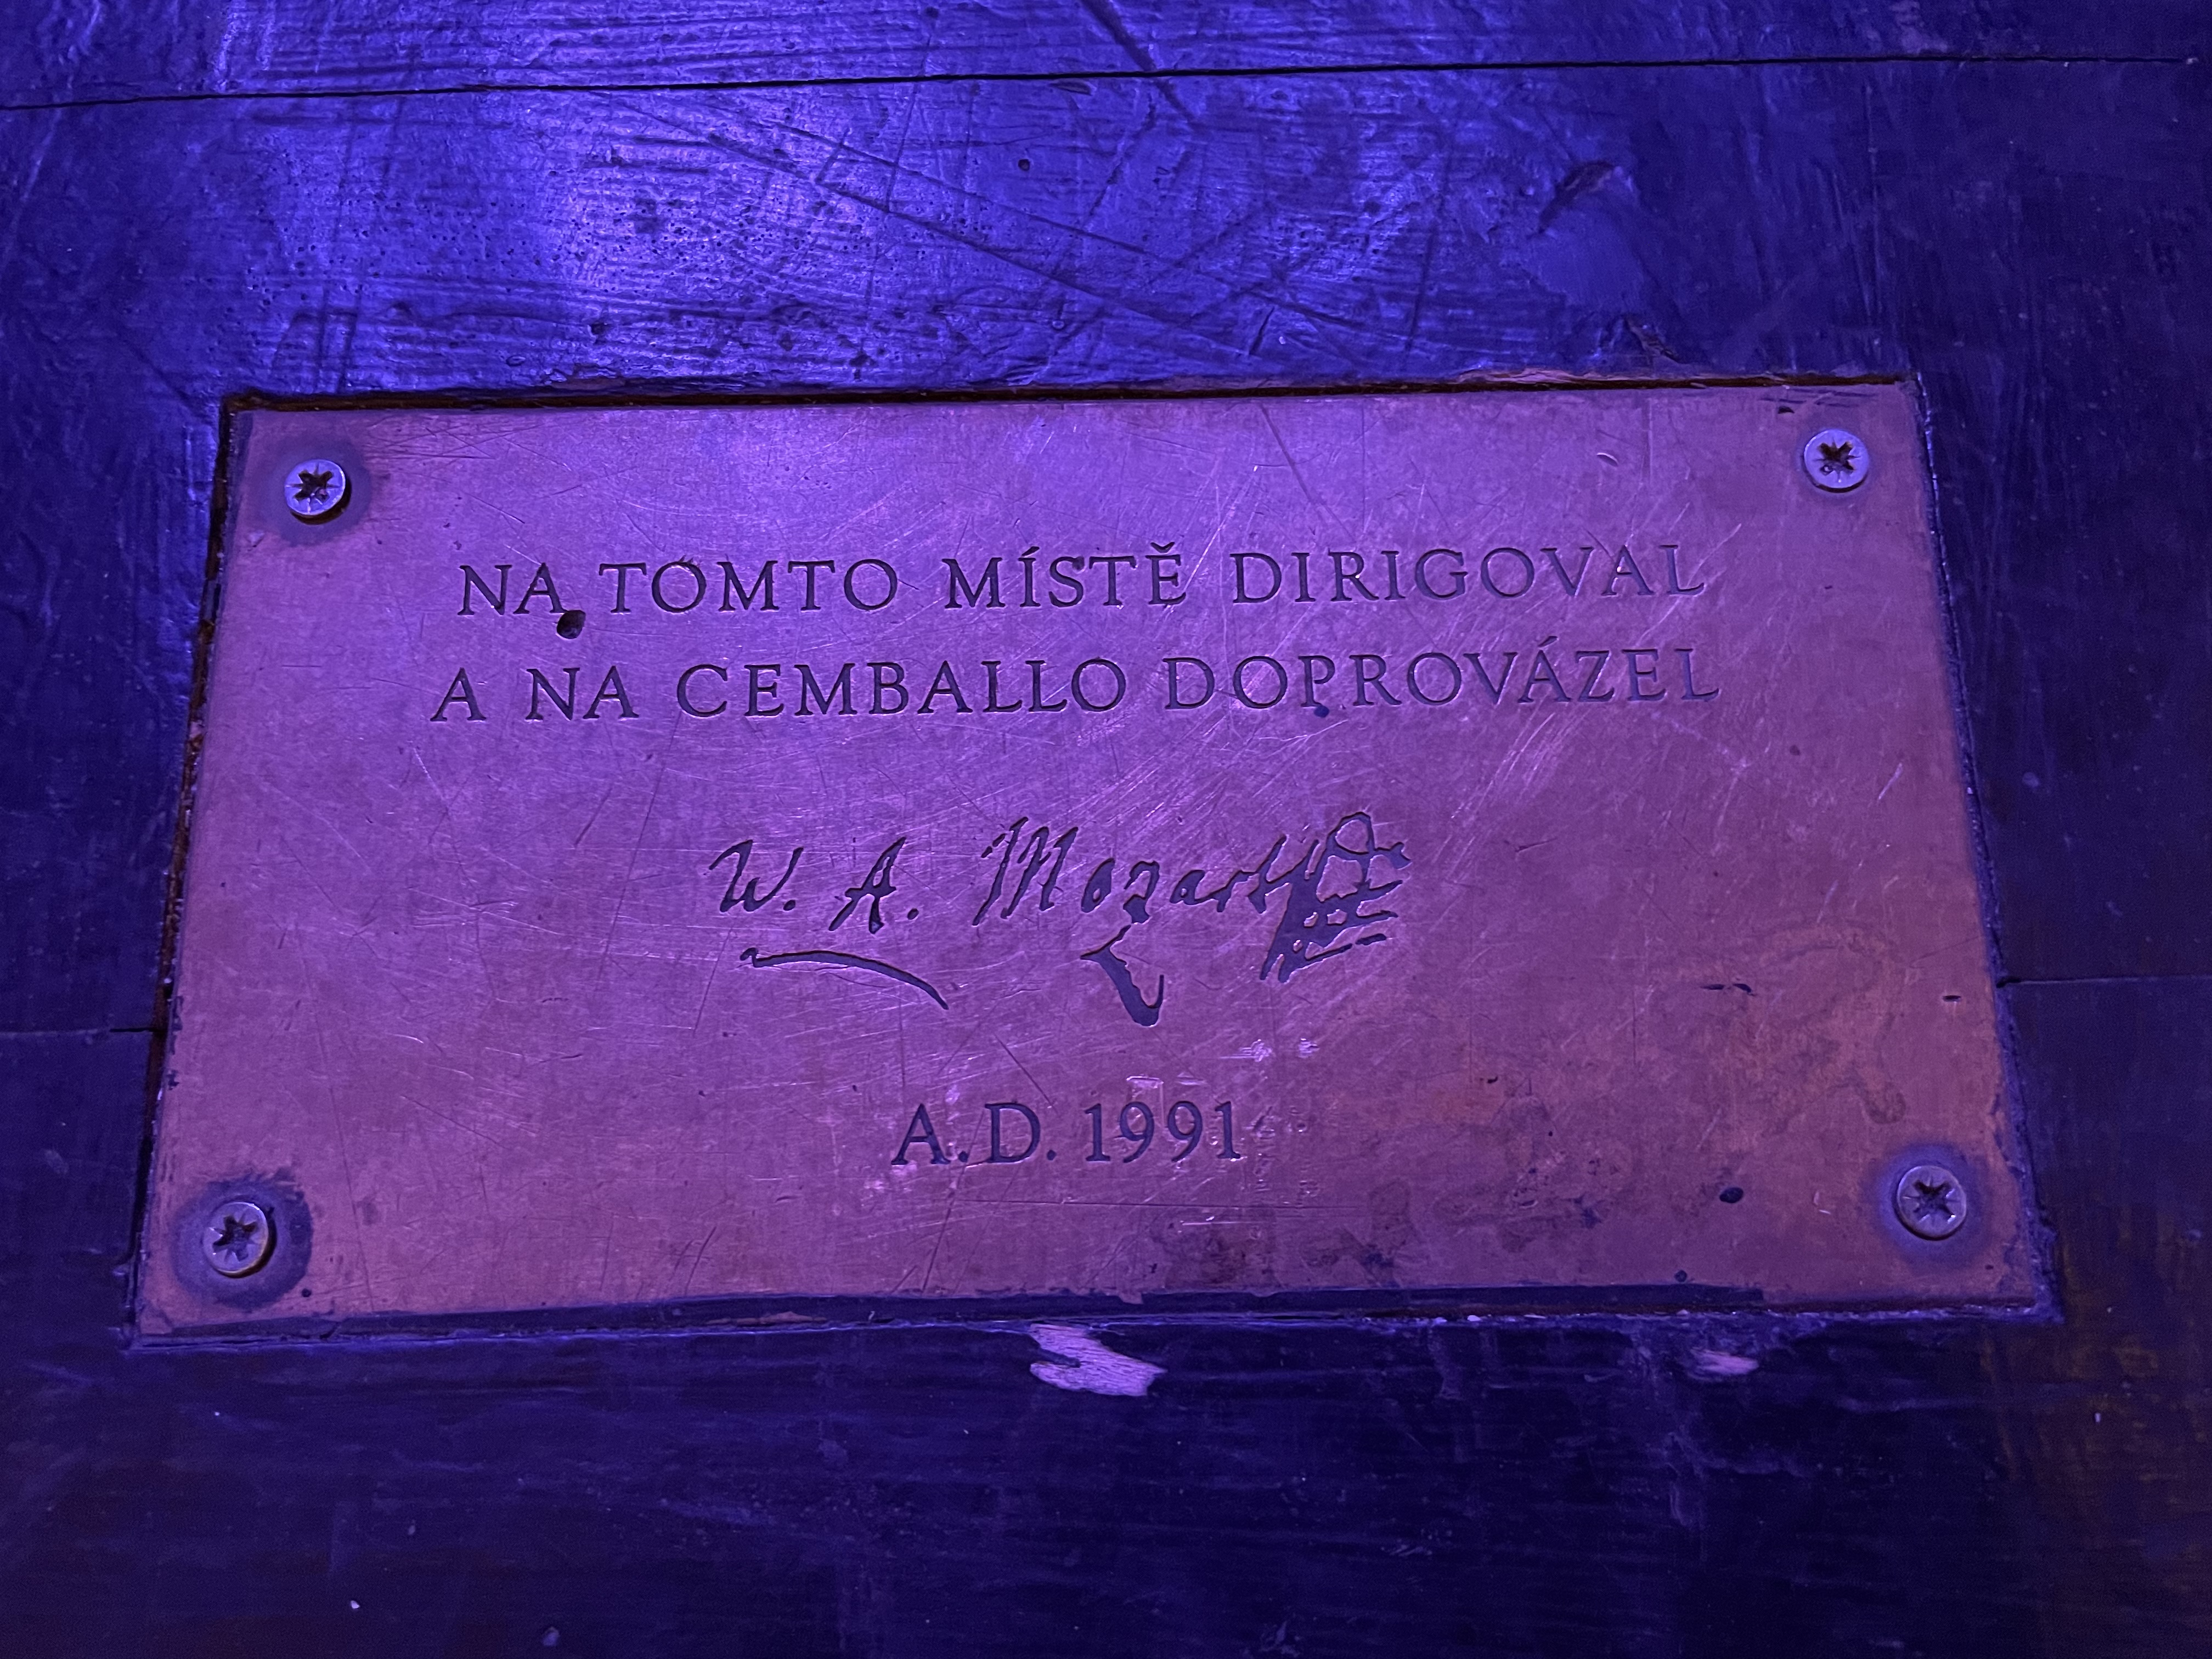 NA TOMTO MÍSTĚ DIRIGOVAL
A NA CEMBALLO DOPROVÁZEL
W. A. Mozart
A.D. 1991